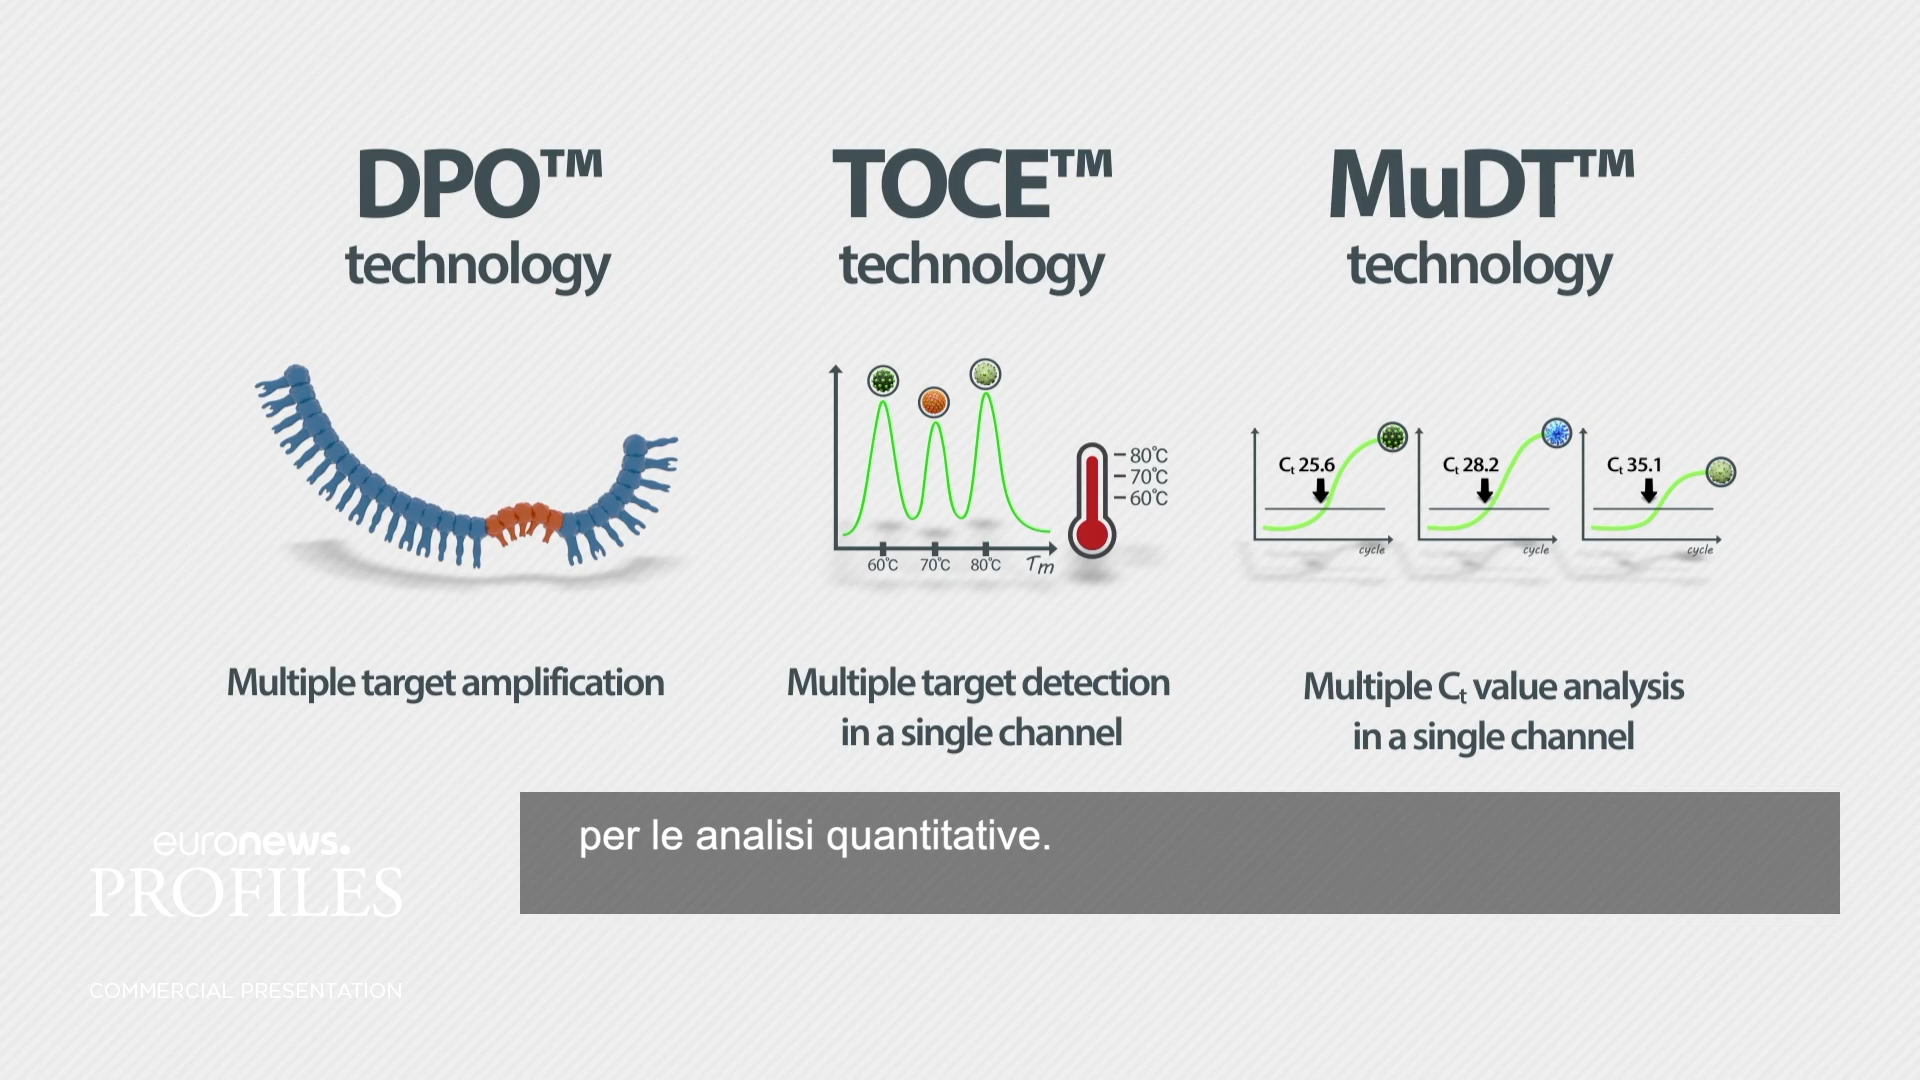 DPO™
technology
TOCE™
technology
MuDT™
technology
80°C
70°C
60°C
60°C 70°C 80°C Tm
Ct 25.6
cycle
Ct 28.2
cycle
Ct 35.1
cycle
Multiple target amplification
Multiple target detection
in a single channel
Multiple Ct value analysis
in a single channel
per le analisi quantitative.
euronews.
PROFILES
COMMERCIAL PRESENTATION